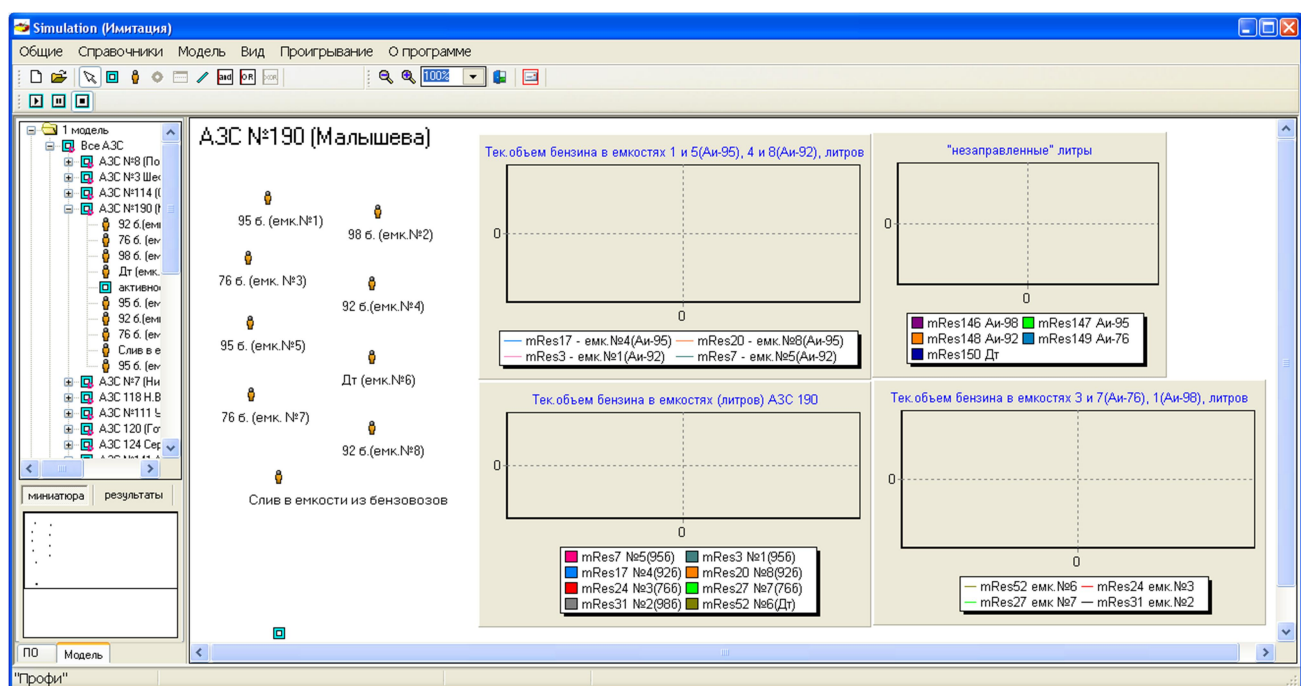 Simulation (Имитация)
Общие Справочники Модель Вид Проигрывание О программе
and OR 100%
1 модель
Все АЗС
АЗС №8 (По
АЗС №3 Шес
АЗС №114 (
АЗС №190 (
92 б.(ем
76 б. (ем
98 б. (ем
Дт (емк.
активно
95 б. (ем
92 б.(ем
76 б. (ем
Слив в е
95 б. (ем
АЗС №7 (Ни
АЗС 118 Н.В
АЗС №111
АЗС 120 (Го
АЗС 124 Сер
миниатюра результаты
ПО Модель
"Профи"
АЗС №190 (Малышева)
95 б. (емк.№1)
98 б. (емк.№2)
76 б. (емк. №3)
92 б.(емк.№4)
95 б. (емк.№5)
Дт (емк.№6)
76 б. (емк. №7)
92 б.(емк.№8)
Слив в емкости из бензовозов
Тек.объем бензина в емкостях 1 и 5(Аи-95), 4 и 8(Аи-92), литров
0
0
mRes17 - емк.№4(Аи-95) mRes20 - емк.№8(Аи-95)
mRes3 - емк.№1(Аи-92) mRes7 - емк.№5(Аи-92)
"незаправленные" литры
0
0
mRes146 Аи-98 mRes147 Аи-95
mRes148 Аи-92 mRes149 Аи-76
mRes150 Дт
Тек.объем бензина в емкостях (литров) АЗС 190
0
0
mRes7 №5(95б) mRes3 №1(95б)
mRes17 №4(92б) mRes20 №8(92б)
mRes24 №3(76б) mRes27 №7(76б)
mRes31 №2(98б) mRes52 №6(Дт)
Тек.объем бензина в емкостях 3 и 7(Аи-76), 1(Аи-98), литров
0
0
mRes52 емк.№6 mRes24 емк.№3
mRes27 емк №7 mRes31 емк.№2